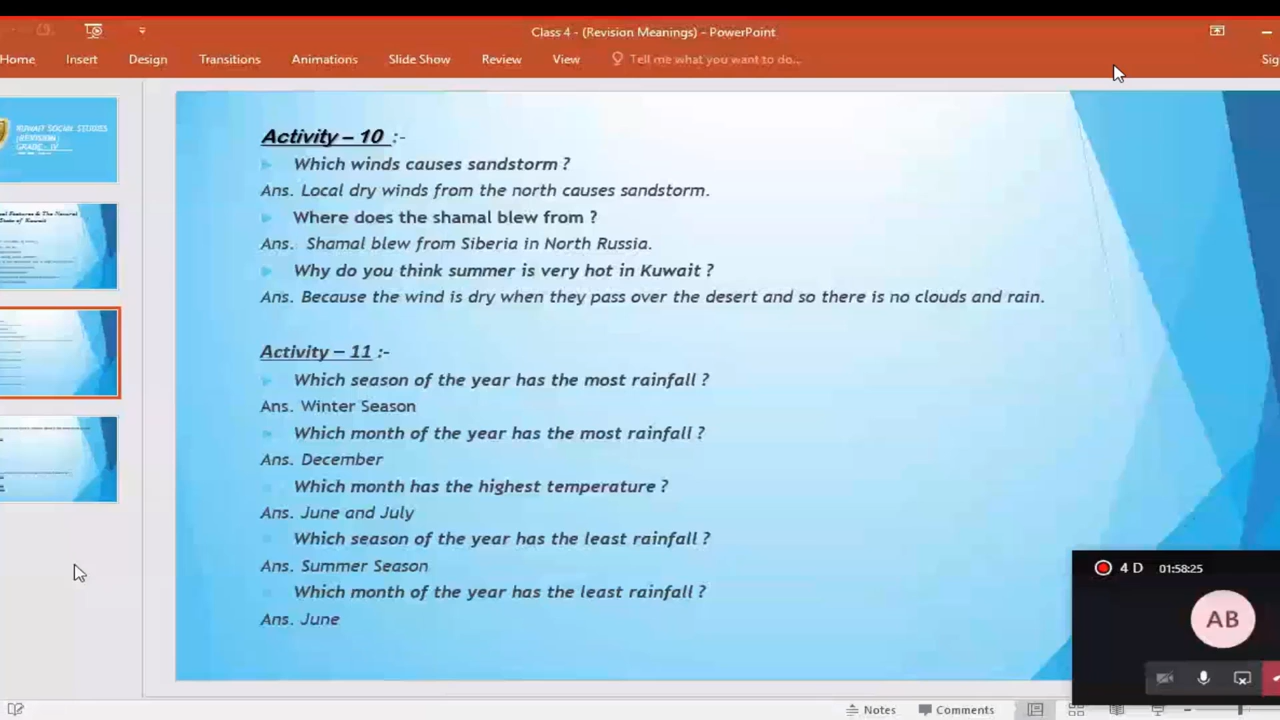 Class 4 - (Revision Meanings) - PowerPoint
Home Insert Design Transitions Animations Slide Show Review View Tell me what you want to do...
KUWAIT SOCIAL STUDIES
(REVISION)
GRADE - IV
Activity – 10 :-
Which winds causes sandstorm ?
Ans. Local dry winds from the north causes sandstorm.
Where does the shamal blew from ?
Ans. Shamal blew from Siberia in North Russia.
Why do you think summer is very hot in Kuwait ?
Ans. Because the wind is dry when they pass over the desert and so there is no clouds and rain.
Activity – 11 :-
Which season of the year has the most rainfall ?
Ans. Winter Season
Which month of the year has the most rainfall ?
Ans. December
Which month has the highest temperature ?
Ans. June and July
Which season of the year has the least rainfall ?
Ans. Summer Season
Which month of the year has the least rainfall ?
Ans. June
4 D 01:58:25
AB
Notes Comments